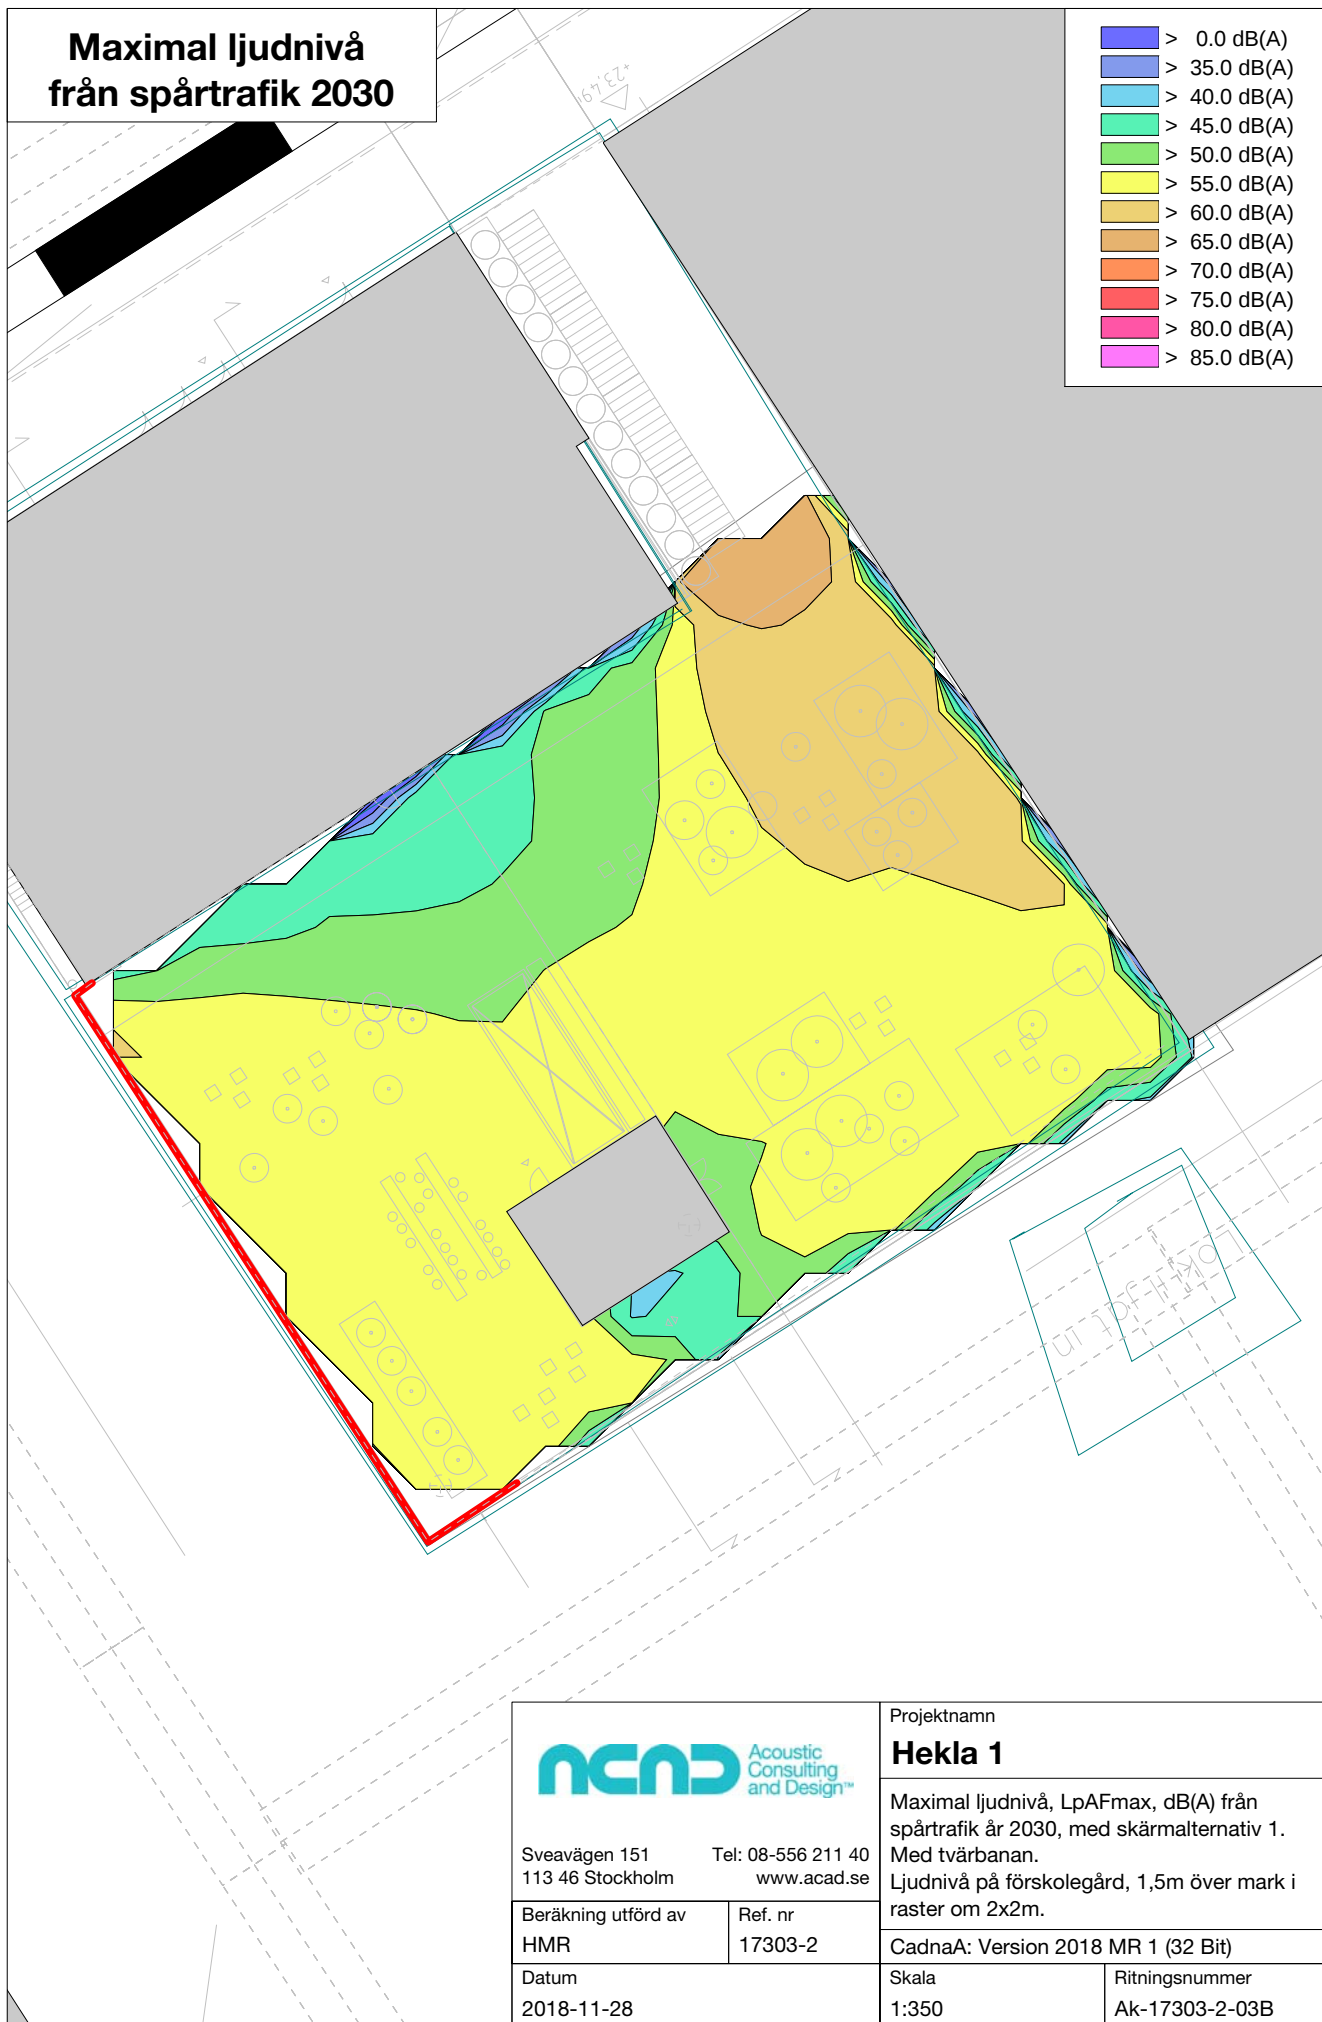 Maximal ljudnivå
från spårtrafik 2030
> 0.0 dB(A)
> 35.0 dB(A)
> 40.0 dB(A)
> 45.0 dB(A)
> 50.0 dB(A)
> 55.0 dB(A)
> 60.0 dB(A)
> 65.0 dB(A)
> 70.0 dB(A)
> 75.0 dB(A)
> 80.0 dB(A)
> 85.0 dB(A)
+23,49
ACAD
Acoustic
Consulting
and Design™
Sveavägen 151 Tel: 08-556 211 40
113 46 Stockholm www.acad.se
Beräkning utförd av
HMR
Ref. nr
17303-2
Datum
2018-11-28
Projektnamn
Hekla 1
Maximal ljudnivå, LpAFmax, dB(A) från
spårtrafik år 2030, med skärmalternativ 1.
Med tvärbanan.
Ljudnivå på förskolegård, 1,5m över mark i
raster om 2x2m.
CadnaA: Version 2018 MR 1 (32 Bit)
Skala
1:350
Ritningsnummer
Ak-17303-2-03B